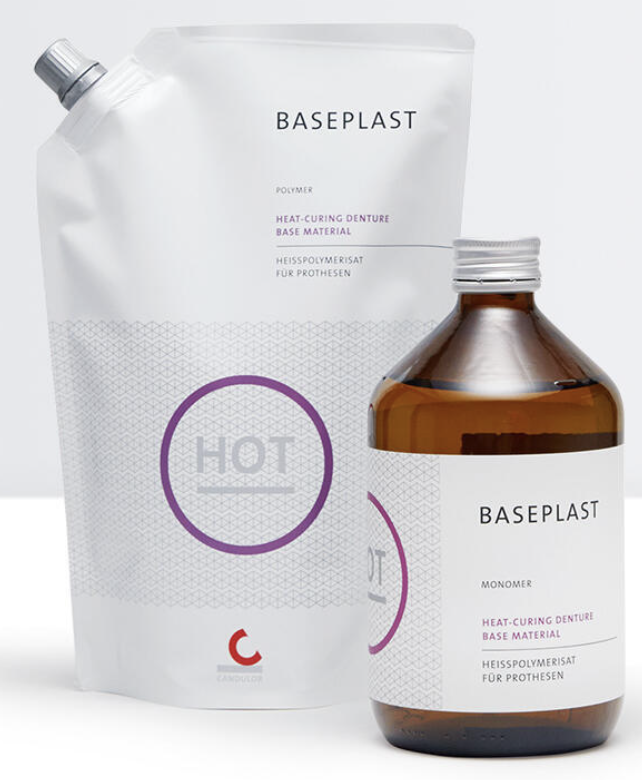 BASEPLAST
POLYMER
HEAT-CURING DENTURE
BASE MATERIAL
HEISSPOLYMERISAT
FÜR PROTHESEN
HOT
CANDULOR
BASEPLAST
MONOMER
HEAT-CURING DENTURE
BASE MATERIAL
HEISSPOLYMERISAT
FÜR PROTHESEN
OT